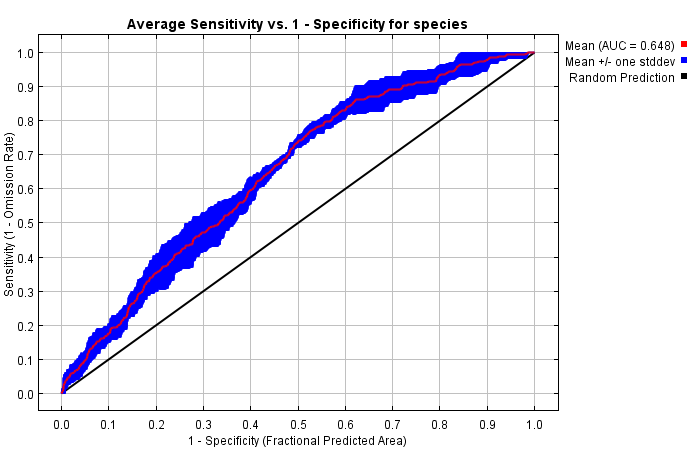 Average Sensitivity vs. 1 - Specificity for species
Mean (AUC = 0.648)
Mean +/- one stddev
Random Prediction
Sensitivity (1 - Omission Rate)
1.0
0.9
0.8
0.7
0.6
0.5
0.4
0.3
0.2
0.1
0.0
0.0 0.1 0.2 0.3 0.4 0.5 0.6 0.7 0.8 0.9 1.0
1 - Specificity (Fractional Predicted Area)